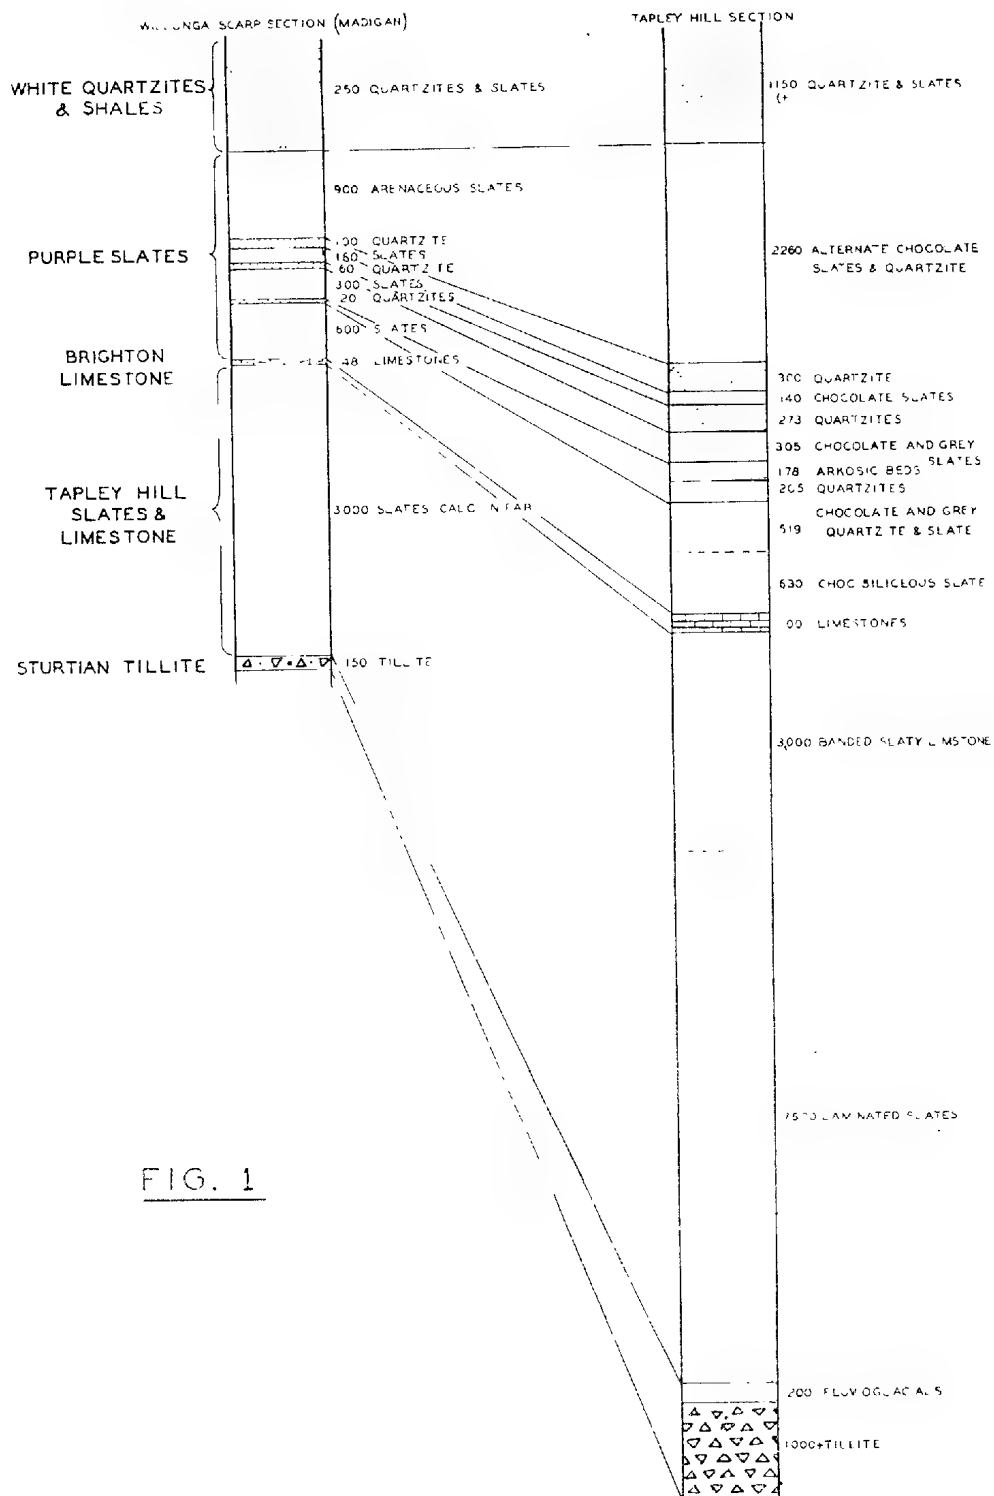 SCARP SECTION (MADIGAN)
TAPLEY HILL SECTION
WHITE QUARTZITES
& SHALES
250 QUARTZITES & SLATES
1150 QUARTZITE & SLATES
(+
900 ARENACEOUS SLATES
PURPLE SLATES
100 QUARTZITE
180 SLATES
60 QUARTZITE
300 SLATES
20 QUARTZITES
600 SLATES
2260 ALTERNATE CHOCOLATE
SLATES & QUARTZITE
BRIGHTON
LIMESTONE
48 LIMESTONES
300 QUARTZITE
140 CHOCOLATE SLATES
273 QUARTZITES
305 CHOCOLATE AND GREY
SLATES
178 ARKOSIC BEDS
205 QUARTZITES
CHOCOLATE AND GREY
519 QUARTZITE & SLATE
TAPLEY HILL
SLATES &
LIMESTONE
3000 SLATES CALC
630 CHOC SILICEOUS SLATE
LIMESTONES
STURTIAN TILLITE
150 TILLITE
3,000 BANDED SLATY LIMSTONE
LAMINATED SLATES
FIG. 1
200 FLUVIOGLACIALS
1000+ TILLITE